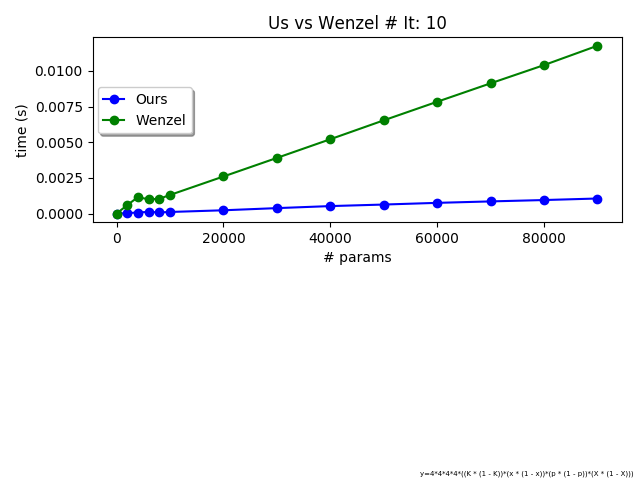 Us vs Wenzel # It: 10
0.0100
0.0075
0.0050
0.0025
0.0000
time (s)
Ours
Wenzel
0 20000 40000 60000 80000
# params
y=4*4*4*4*((K * (1 - K))*(x * (1 - x))*(p * (1 - p))*(X * (1 - X)))